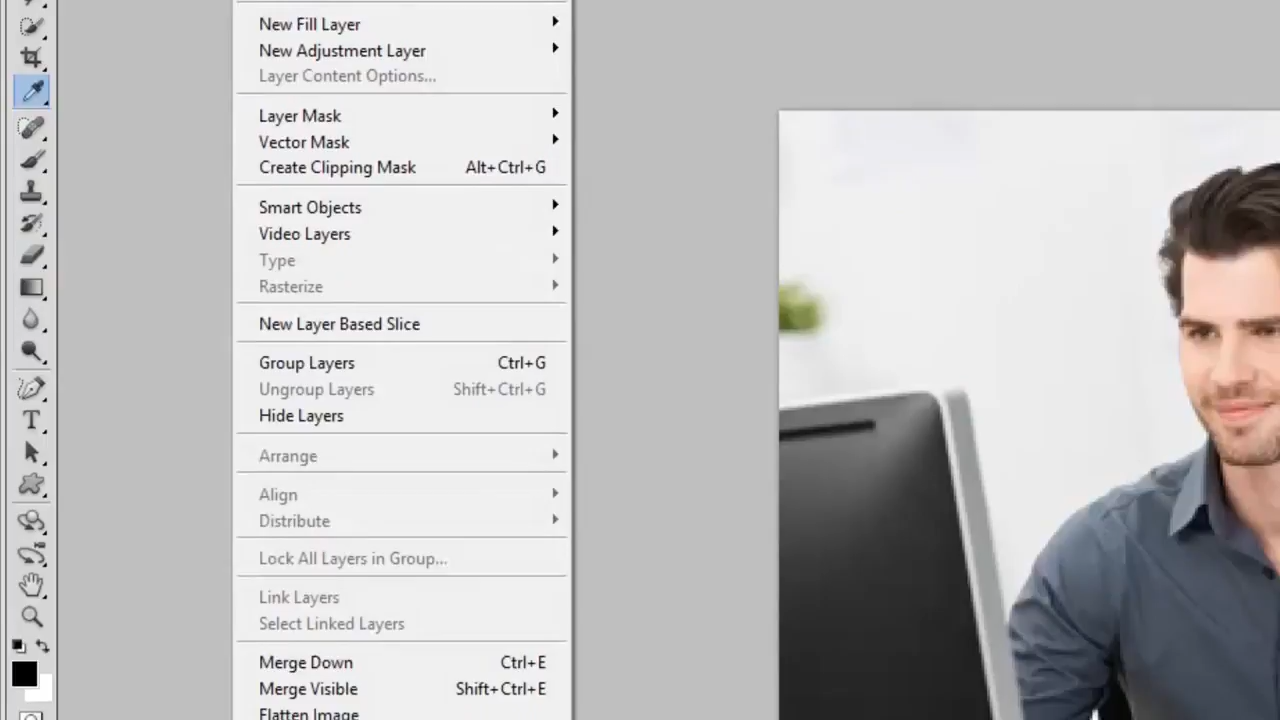 New Fill Layer
New Adjustment Layer
Layer Content Options...
Layer Mask
Vector Mask
Create Clipping Mask Alt+Ctrl+G
Smart Objects
Video Layers
Type
Rasterize
New Layer Based Slice
Group Layers Ctrl+G
Ungroup Layers Shift+Ctrl+G
Hide Layers
Arrange
Align
Distribute
Lock All Layers in Group...
Link Layers
Select Linked Layers
Merge Down Ctrl+E
Merge Visible Shift+Ctrl+E
Flatten Image
T